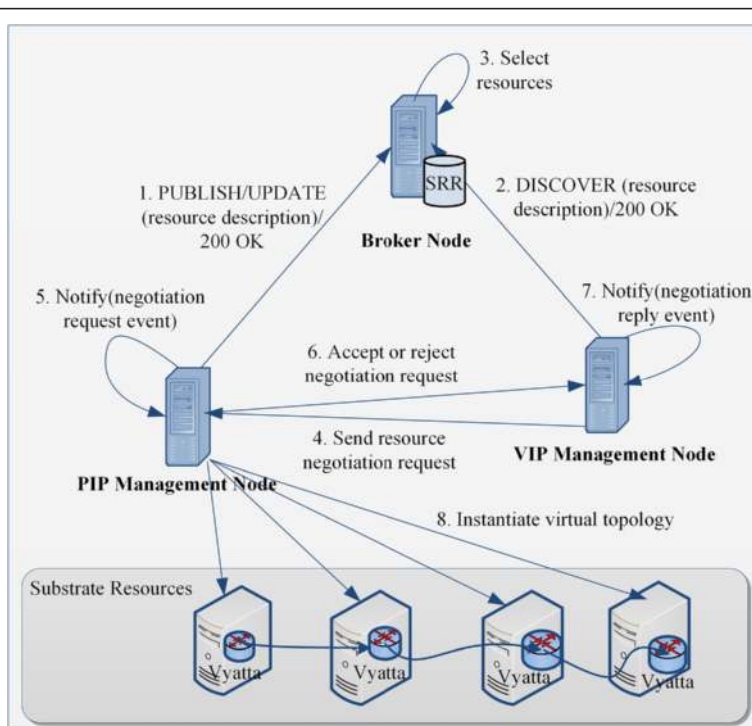 3. Select
resources
SRR
Broker Node
1. PUBLISH/UPDATE
(resource description)/
200 OK
2. DISCOVER (resource
description)/200 OK
5. Notify(negotiation
request event)
7. Notify(negotiation
reply event)
6. Accept or reject
negotiation request
4. Send resource
negotiation request
PIP Management Node
VIP Management Node
8. Instantiate virtual topology
Substrate Resources
Vyatta
Vyatta
Vyatta
Vyatta